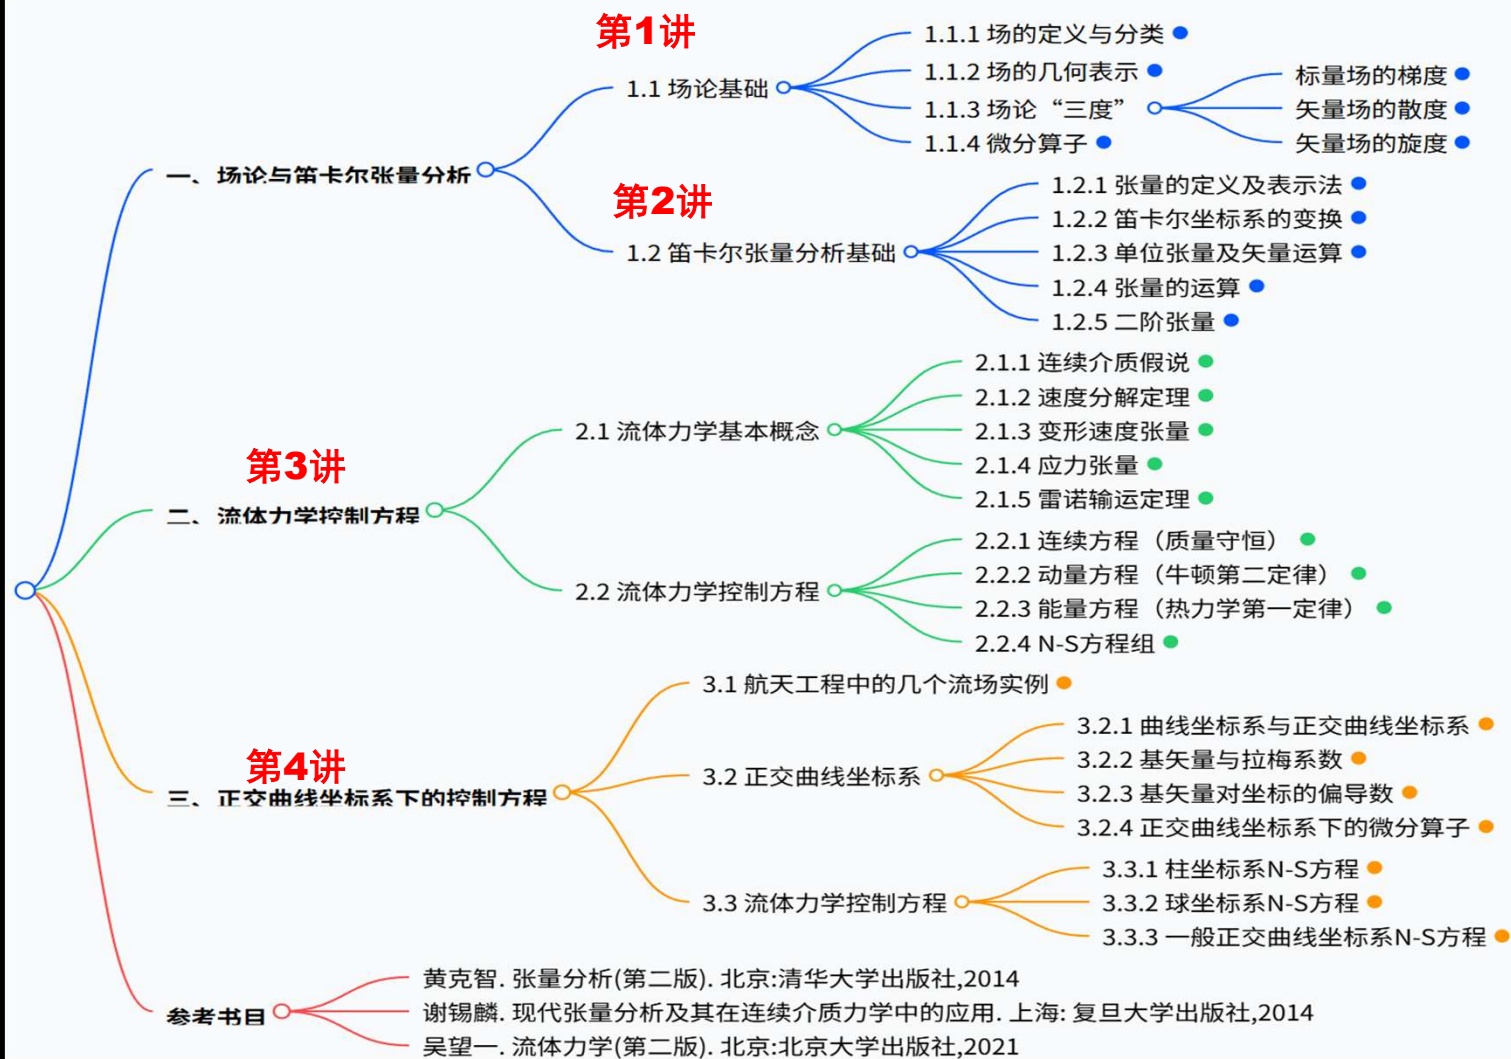 第1讲
1.1.1 场的定义与分类
1.1.2 场的几何表示
1.1 场论基础
1.1.3 场论“三度”
标量场的梯度
矢量场的散度
矢量场的旋度
1.1.4 微分算子
一、场论与笛卡尔张量分析
第2讲
1.2 笛卡尔张量分析基础
1.2.1 张量的定义及表示法
1.2.2 笛卡尔坐标系的变换
1.2.3 单位张量及矢量运算
1.2.4 张量的运算
1.2.5 二阶张量
第3讲
二、流体力学控制方程
2.1 流体力学基本概念
2.1.1 连续介质假说
2.1.2 速度分解定理
2.1.3 变形速度张量
2.1.4 应力张量
2.1.5 雷诺输运定理
2.2 流体力学控制方程
2.2.1 连续方程（质量守恒）
2.2.2 动量方程（牛顿第二定律）
2.2.3 能量方程（热力学第一定律）
2.2.4 N-S方程组
第4讲
三、正交曲线坐标系下的控制方程
3.1 航天工程中的几个流场实例
3.2 正交曲线坐标系
3.2.1 曲线坐标系与正交曲线坐标系
3.2.2 基矢量与拉梅系数
3.2.3 基矢量对坐标的偏导数
3.2.4 正交曲线坐标系下的微分算子
3.3 流体力学控制方程
3.3.1 柱坐标系N-S方程
3.3.2 球坐标系N-S方程
3.3.3 一般正交曲线坐标系N-S方程
参考书目
黄克智. 张量分析(第二版). 北京:清华大学出版社,2014
谢锡麟. 现代张量分析及其在连续介质力学中的应用. 上海: 复旦大学出版社,2014
吴望一. 流体力学(第二版). 北京:北京大学出版社,2021